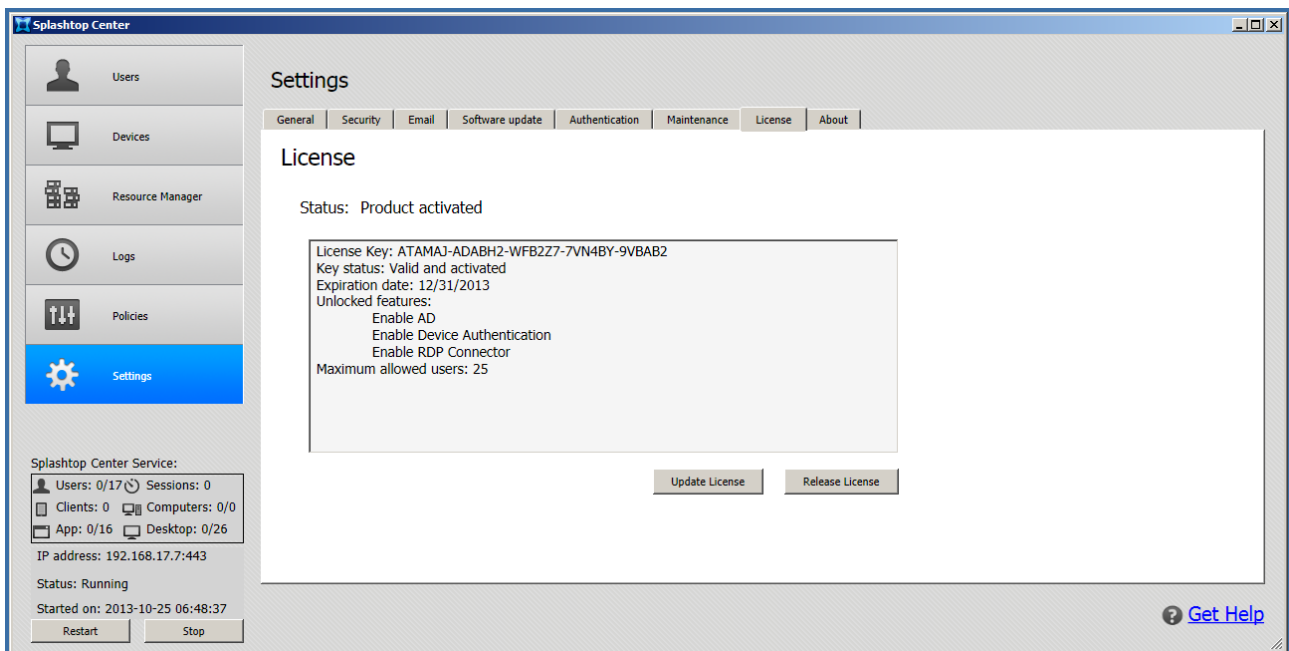 Splashtop Center
Users
Devices
Resource Manager
Logs
Policies
Settings
Splashtop Center Service:
Users: 0/17 Sessions: 0
Clients: 0 Computers: 0/0
App: 0/16 Desktop: 0/26
IP address: 192.168.17.7:443
Status: Running
Started on: 2013-10-25 06:48:37
Restart Stop
Settings
General Security Email Software update Authentication Maintenance License About
License
Status: Product activated
License Key: ATAMAJ-ADABH2-WFB2Z7-7VN4BY-9VBAB2
Key status: Valid and activated
Expiration date: 12/31/2013
Unlocked features:
Enable AD
Enable Device Authentication
Enable RDP Connector
Maximum allowed users: 25
Update License Release License
Get Help